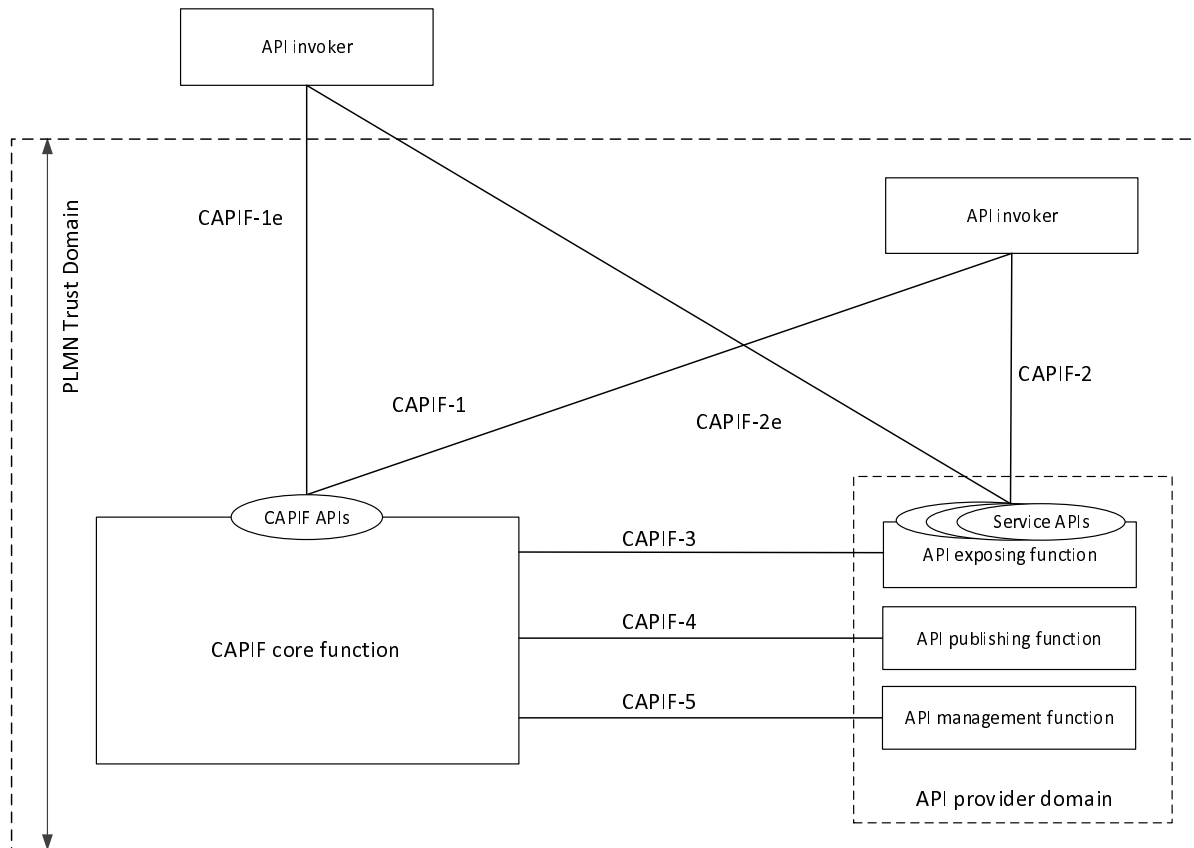 API invoker
PLMN Trust Domain
CAPIF-1e
API invoker
CAPIF-2
CAPIF-1
CAPIF-2e
CAPIF APIs
Service APIs
CAPIF-3
API exposing function
CAPIF-4
API publishing function
CAPIF core function
CAPIF-5
API management function
API provider domain